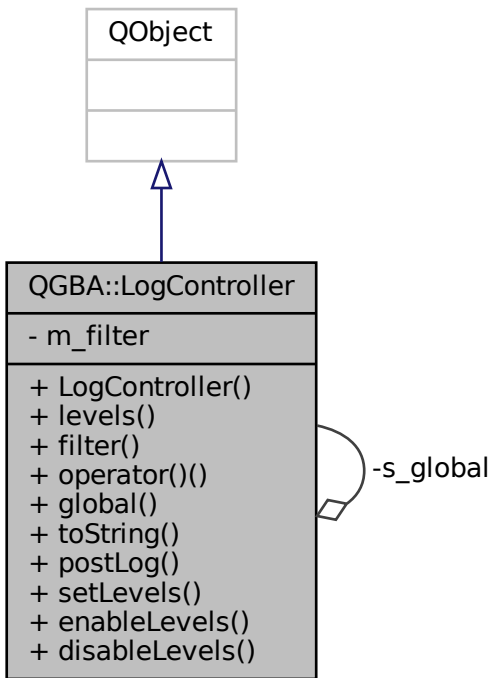 QObject
QGBA::LogController
- m_filter
+ LogController()
+ levels()
+ filter()
+ operator()()
+ global()
+ toString()
+ postLog()
+ setLevels()
+ enableLevels()
+ disableLevels()
-s_global